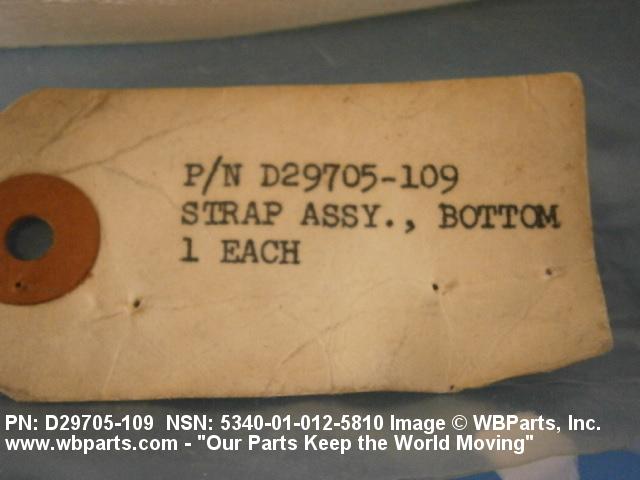 P/N D29705-109
STRAP ASSY., BOTTOM
1 EACH
PN: D29705-109 NSN: 5340-01-012-5810 Image © WBParts, Inc.
www.wbparts.com - "Our Parts Keep the World Moving"